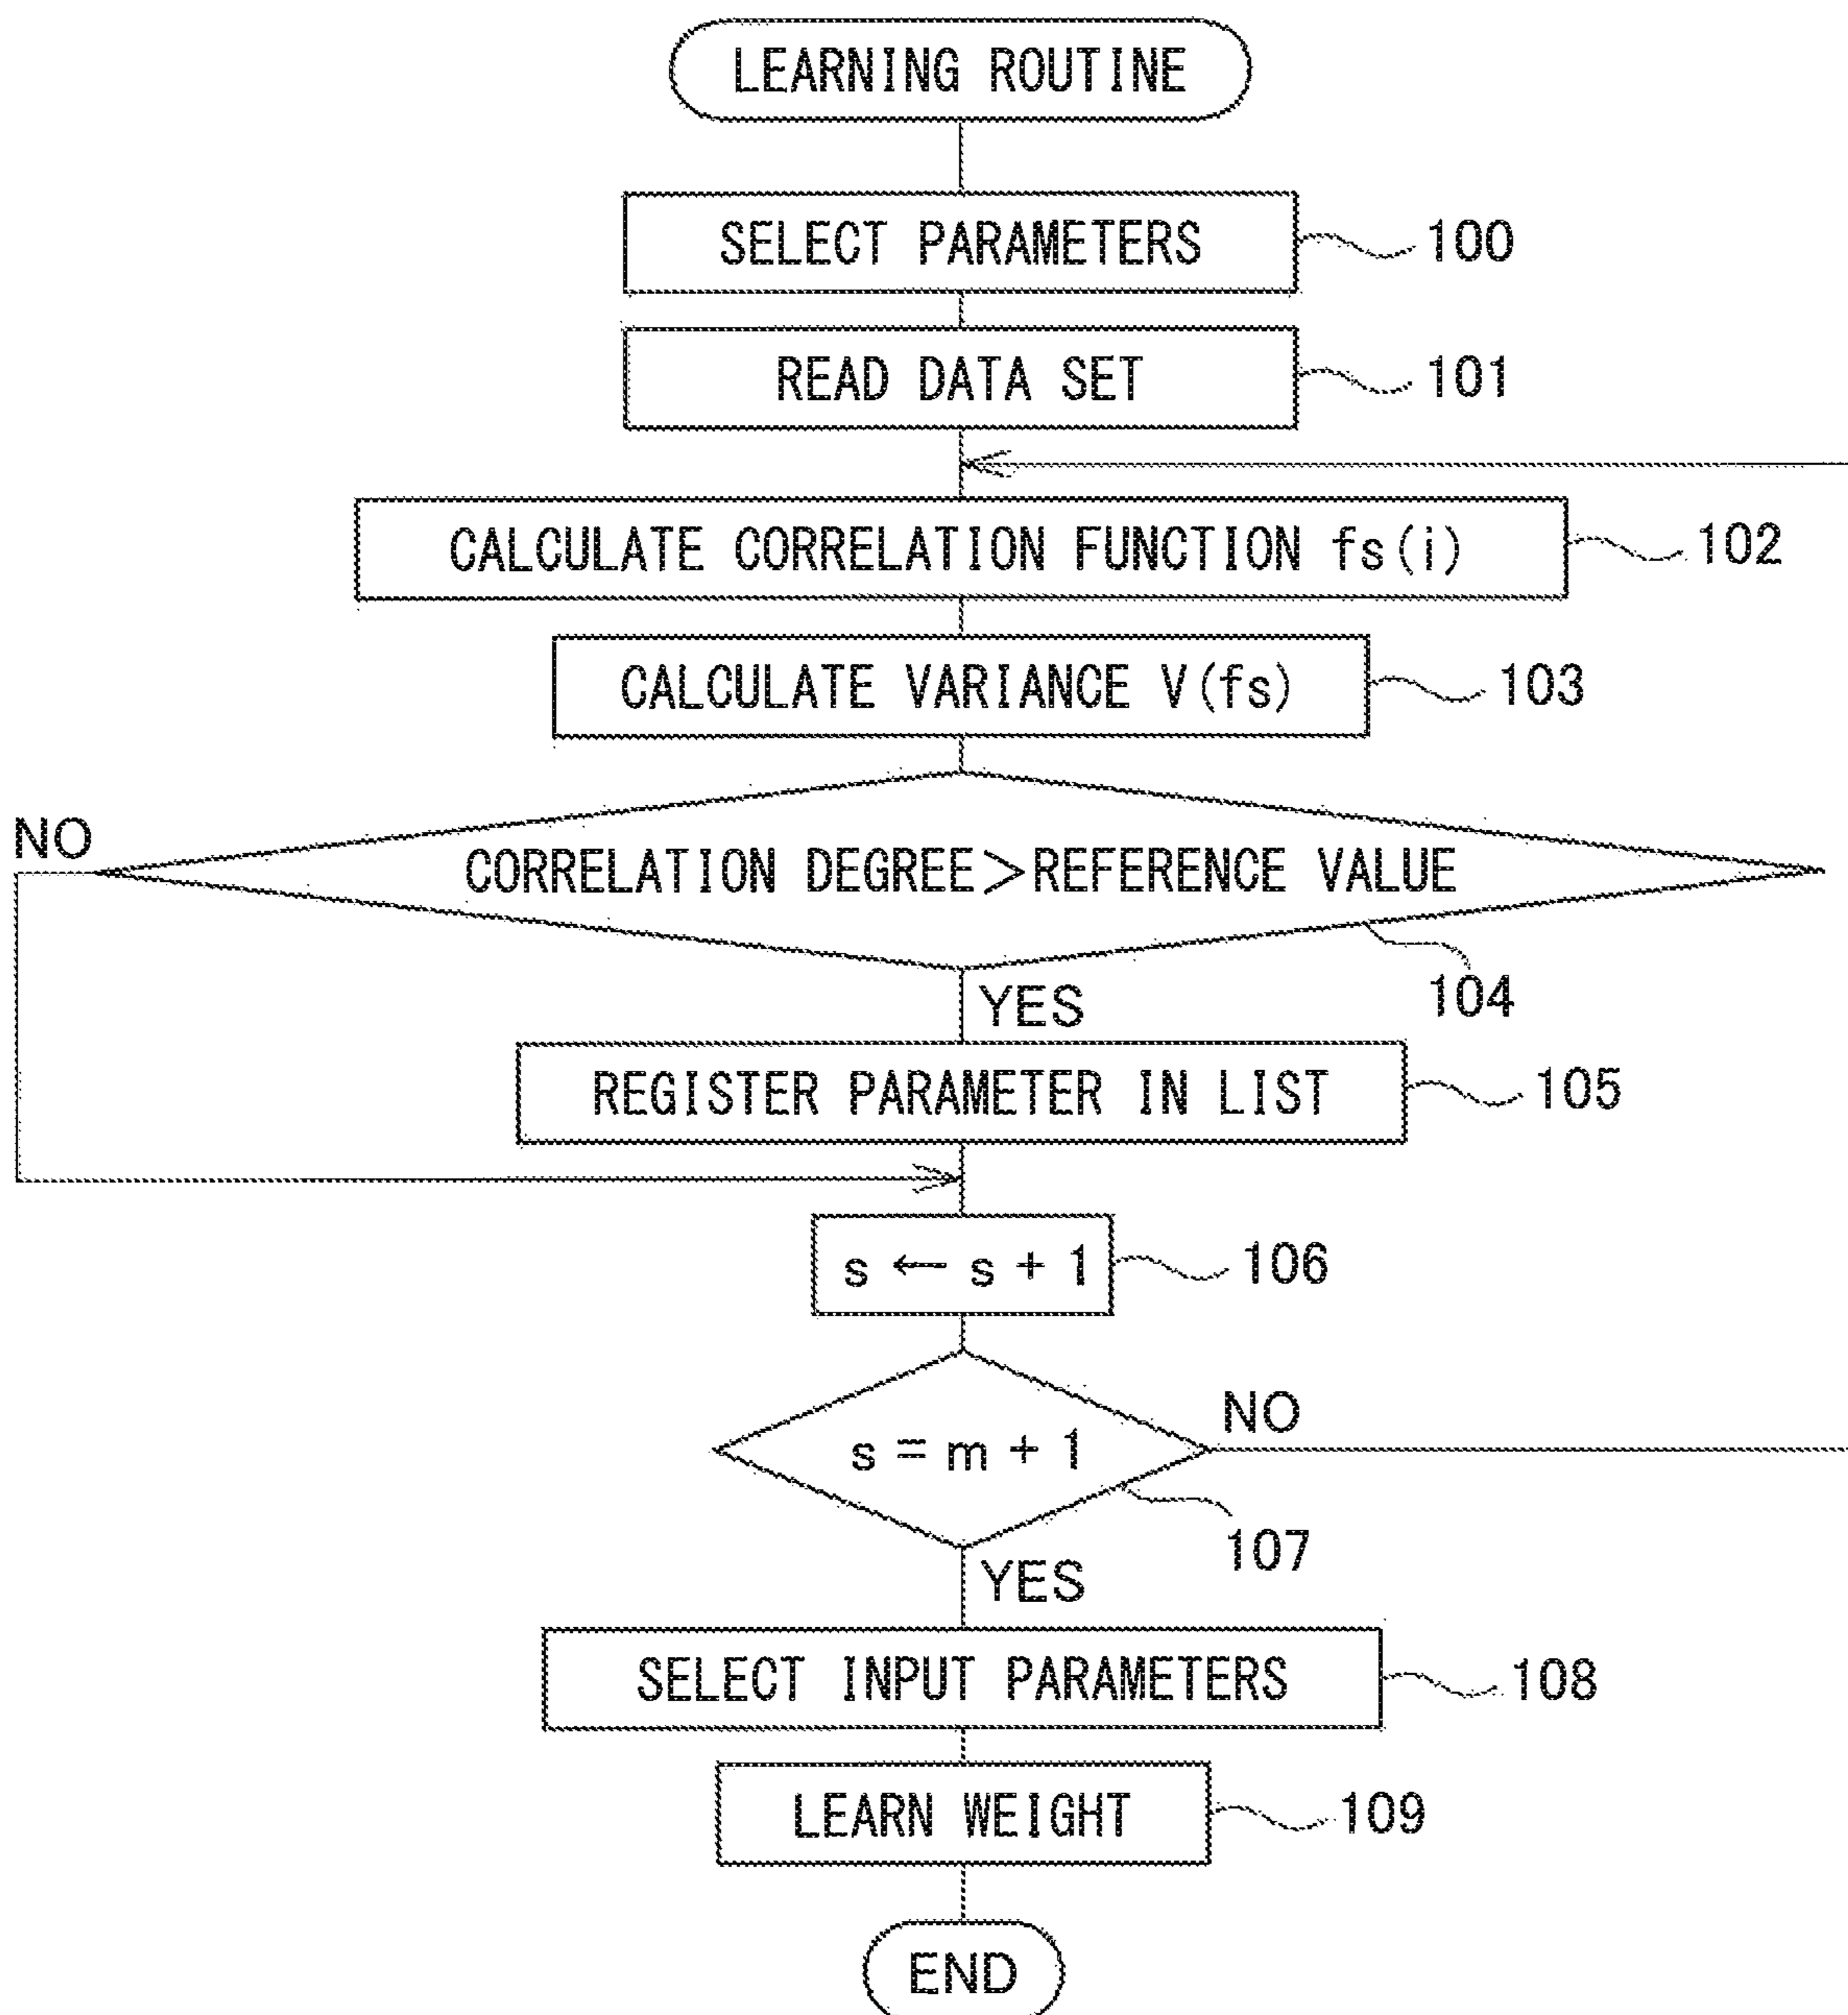 LEARNING ROUTINE
SELECT PARAMETERS
100
READ DATA SET
101
CALCULATE CORRELATION FUNCTION fs(i)
102
CALCULATE VARIANCE V(fs)
103
NO
CORRELATION DEGREE>REFERENCE VALUE
104
YES
REGISTER PARAMETER IN LIST
105
s ← s + 1
106
s = m + 1
NO
107
YES
SELECT INPUT PARAMETERS
108
LEARN WEIGHT
109
END